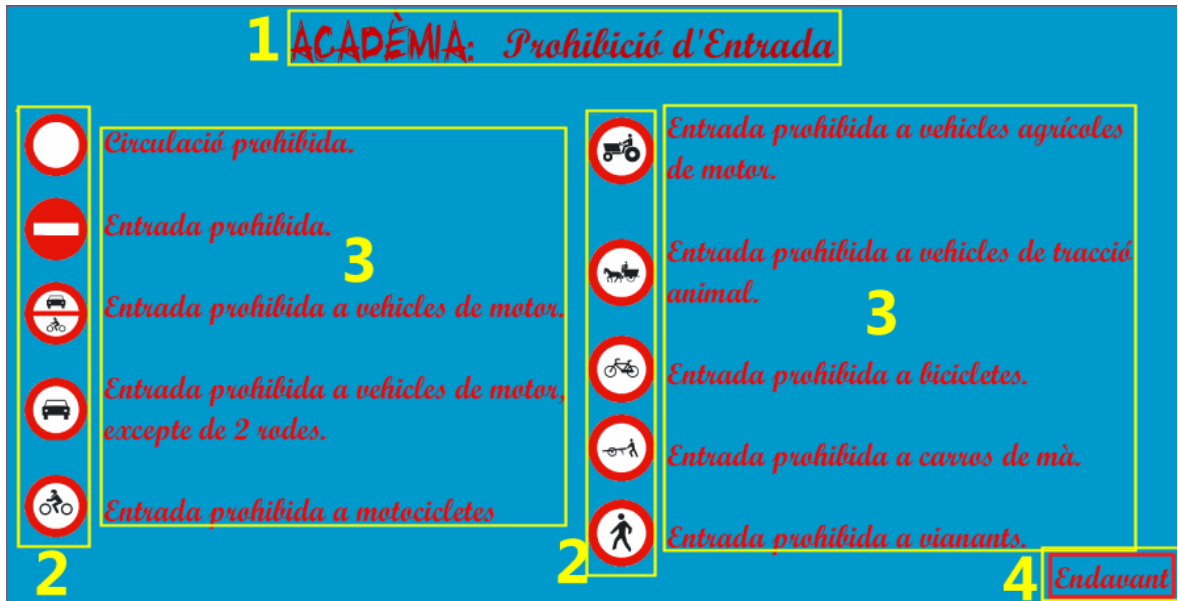 1 ACADÈMIA: Prohibició d'Entrada
Circulació prohibida.
Entrada prohibida.
3
Entrada prohibida a vehicles de motor.
Entrada prohibida a vehicles de motor,
excepte de 2 rodes.
Entrada prohibida a motocicletes
2
Entrada prohibida a vehicles agrícoles
de motor.
Entrada prohibida a vehicles de tracció
animal.
3
Entrada prohibida a bicicletes.
Entrada prohibida a carros de mà.
Entrada prohibida a vianants.
2
4 Endavant